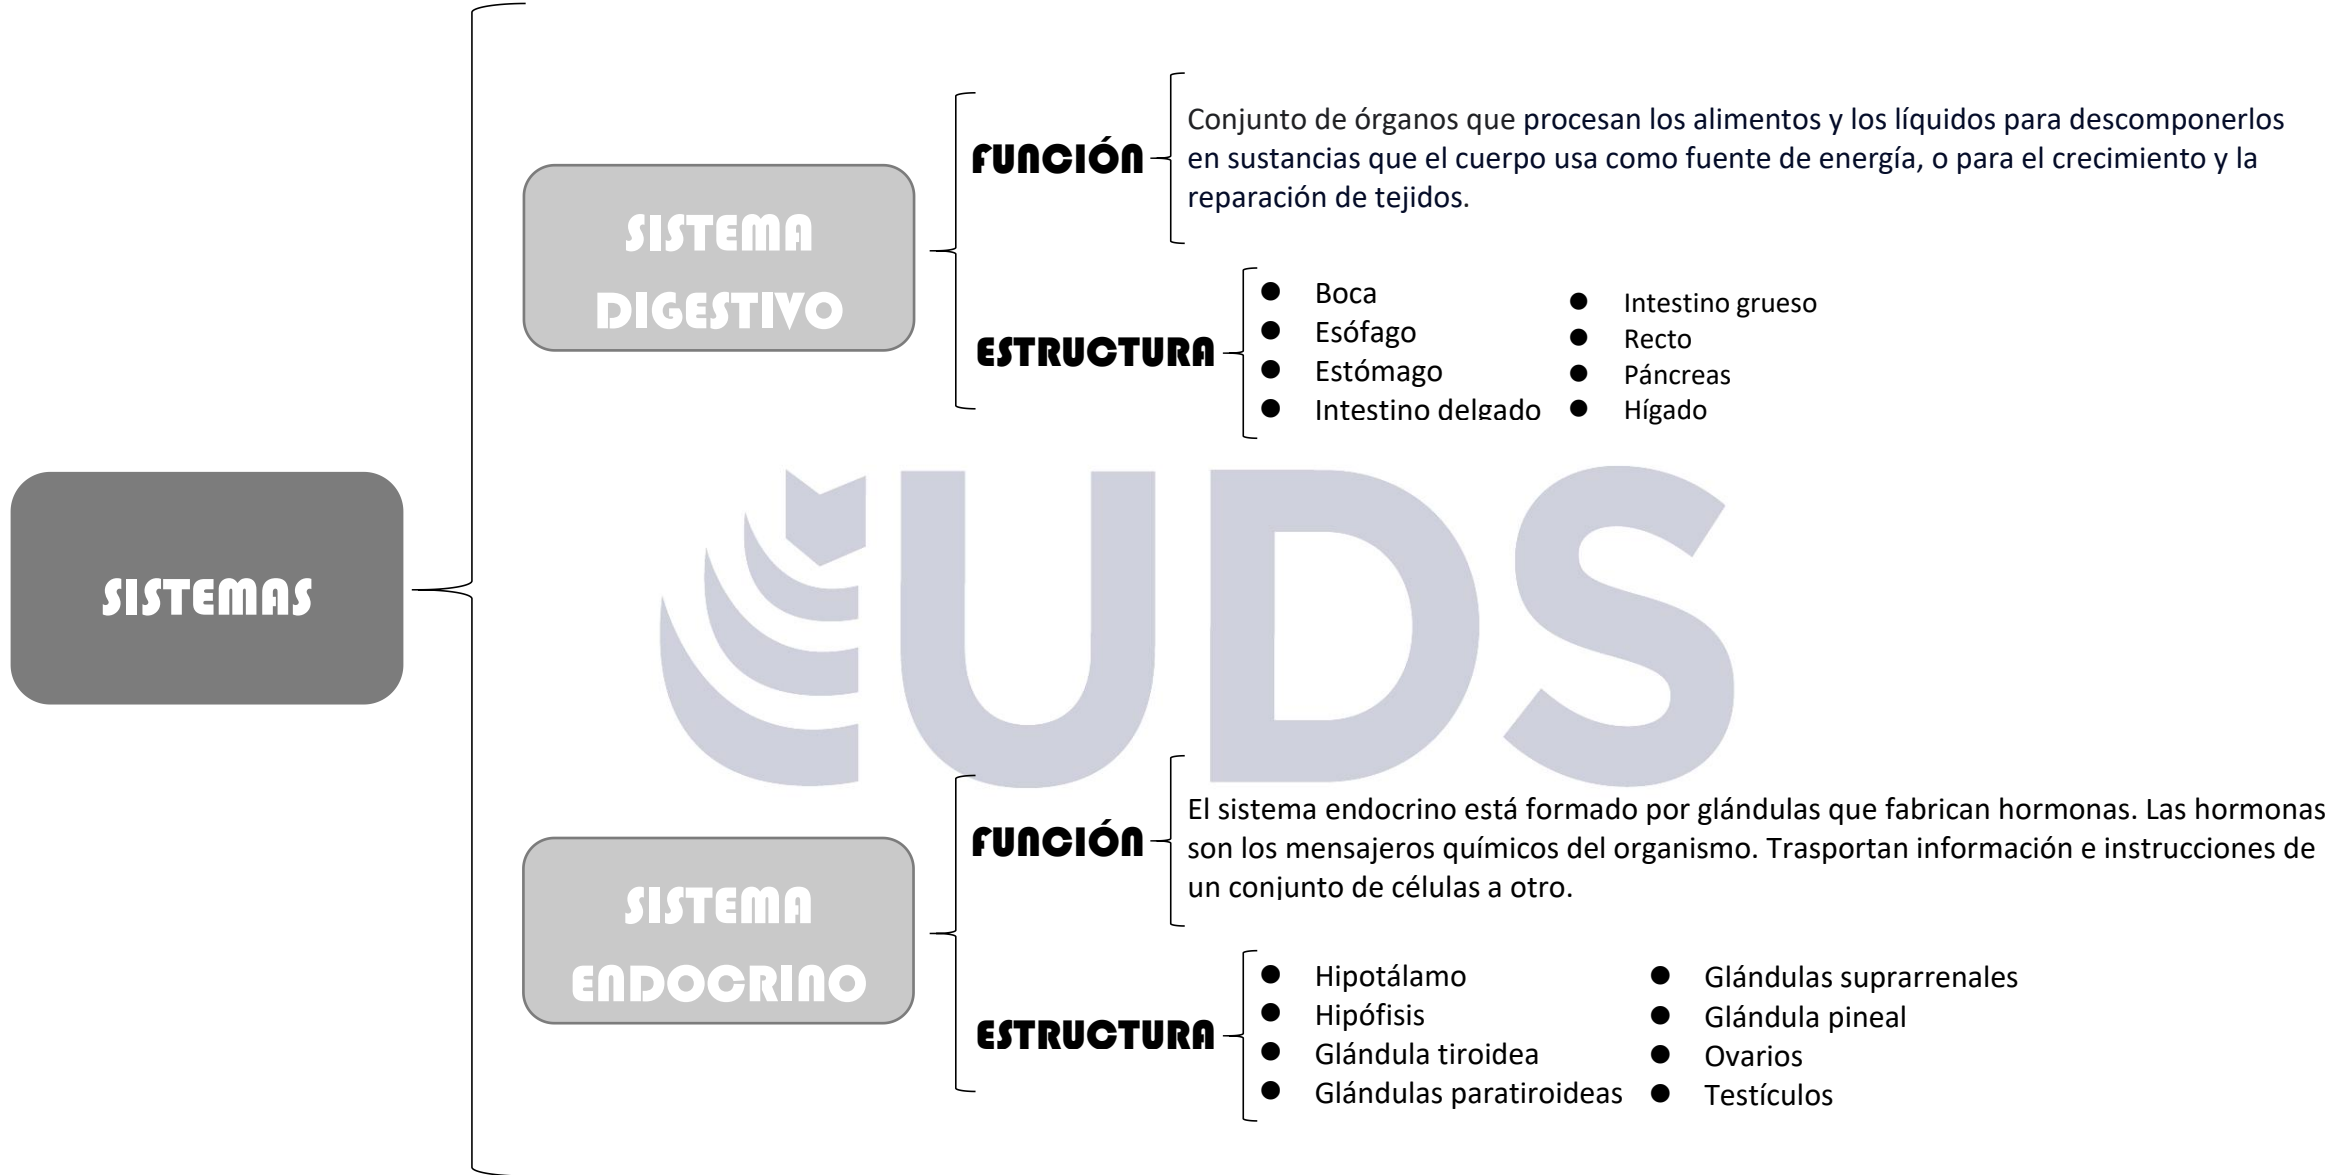 SISTEMAS
SISTEMA
DIGESTIVO
FUNCIÓN
Conjunto de órganos que procesan los alimentos y los líquidos para descomponerlos
en sustancias que el cuerpo usa como fuente de energía, o para el crecimiento y la
reparación de tejidos.
ESTRUCTURA
● Boca
● Esófago
● Estómago
● Intestino delgado
● Intestino grueso
● Recto
● Páncreas
● Hígado
UDS
SISTEMA
ENDOCRINO
FUNCIÓN
El sistema endocrino está formado por glándulas que fabrican hormonas. Las hormonas
son los mensajeros químicos del organismo. Trasportan información e instrucciones de
un conjunto de células a otro.
ESTRUCTURA
● Hipotálamo
● Hipófisis
● Glándula tiroidea
● Glándulas paratiroideas
● Glándulas suprarrenales
● Glándula pineal
● Ovarios
● Testículos